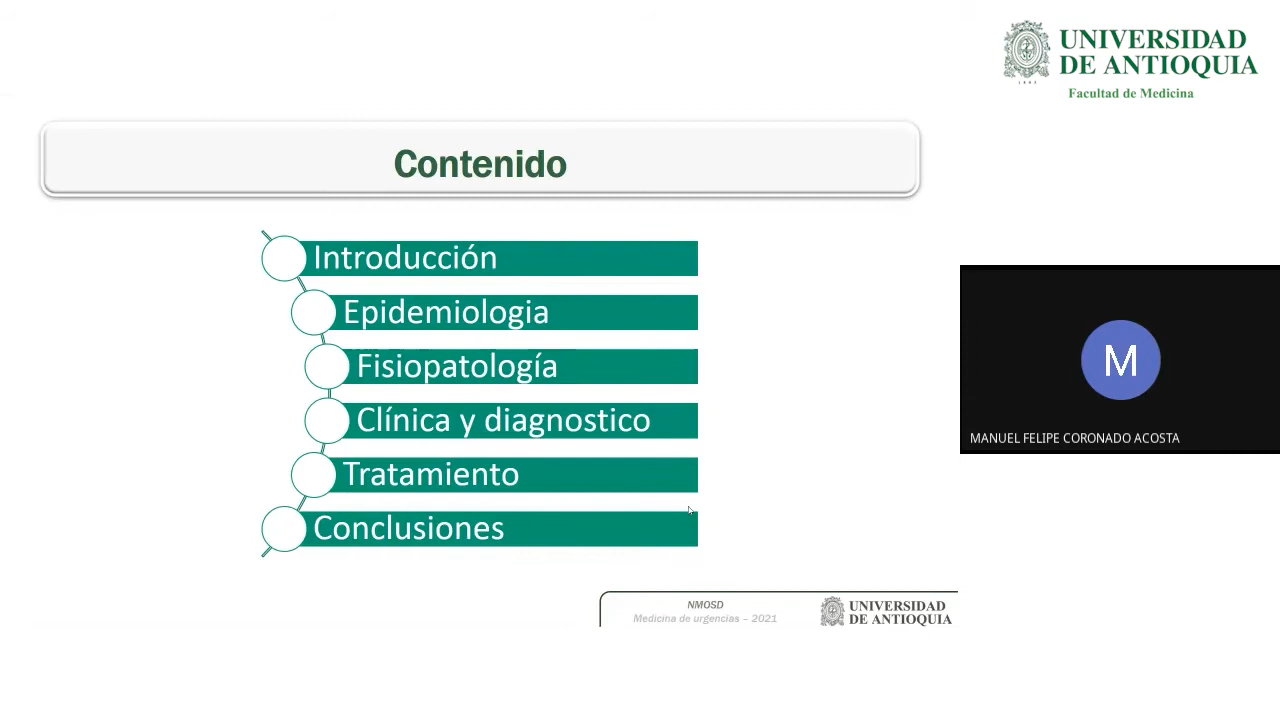 UNIVERSIDAD
DE ANTIOQUIA
Facultad de Medicina
Contenido
Introducción
Epidemiologia
Fisiopatología
Clínica y diagnostico
Tratamiento
Conclusiones
M
MANUEL FELIPE CORONADO ACOSTA
NMOSD
Medicina de urgencias – 2021
UNIVERSIDAD
DE ANTIOQUIA